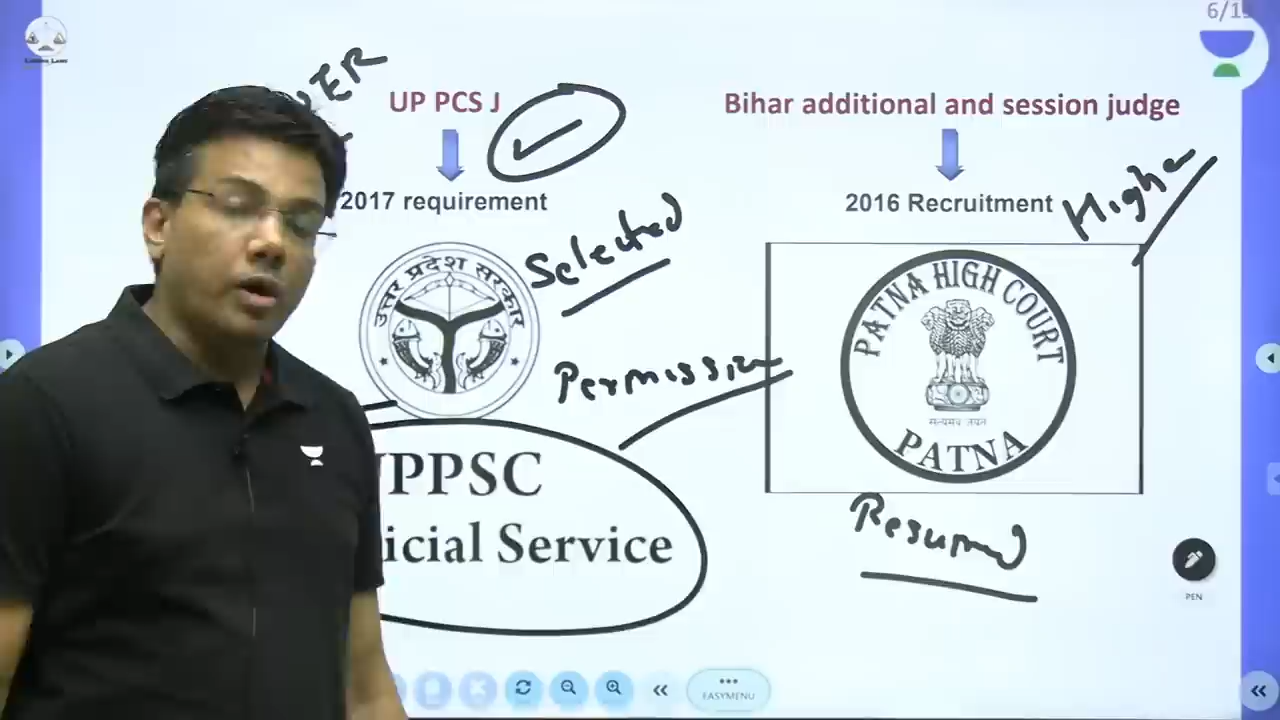 6/1
UP PCS J
Bihar additional and session judge
2017 requirement
2016 Recruitment
Higher
Selected
उत्तर प्रदेश सरकार
PATNA HIGH COURT
सत्यमेव जयते
PATNA
Permission
UPPSC
icial Service
Resumed
PEN
EASYMENU